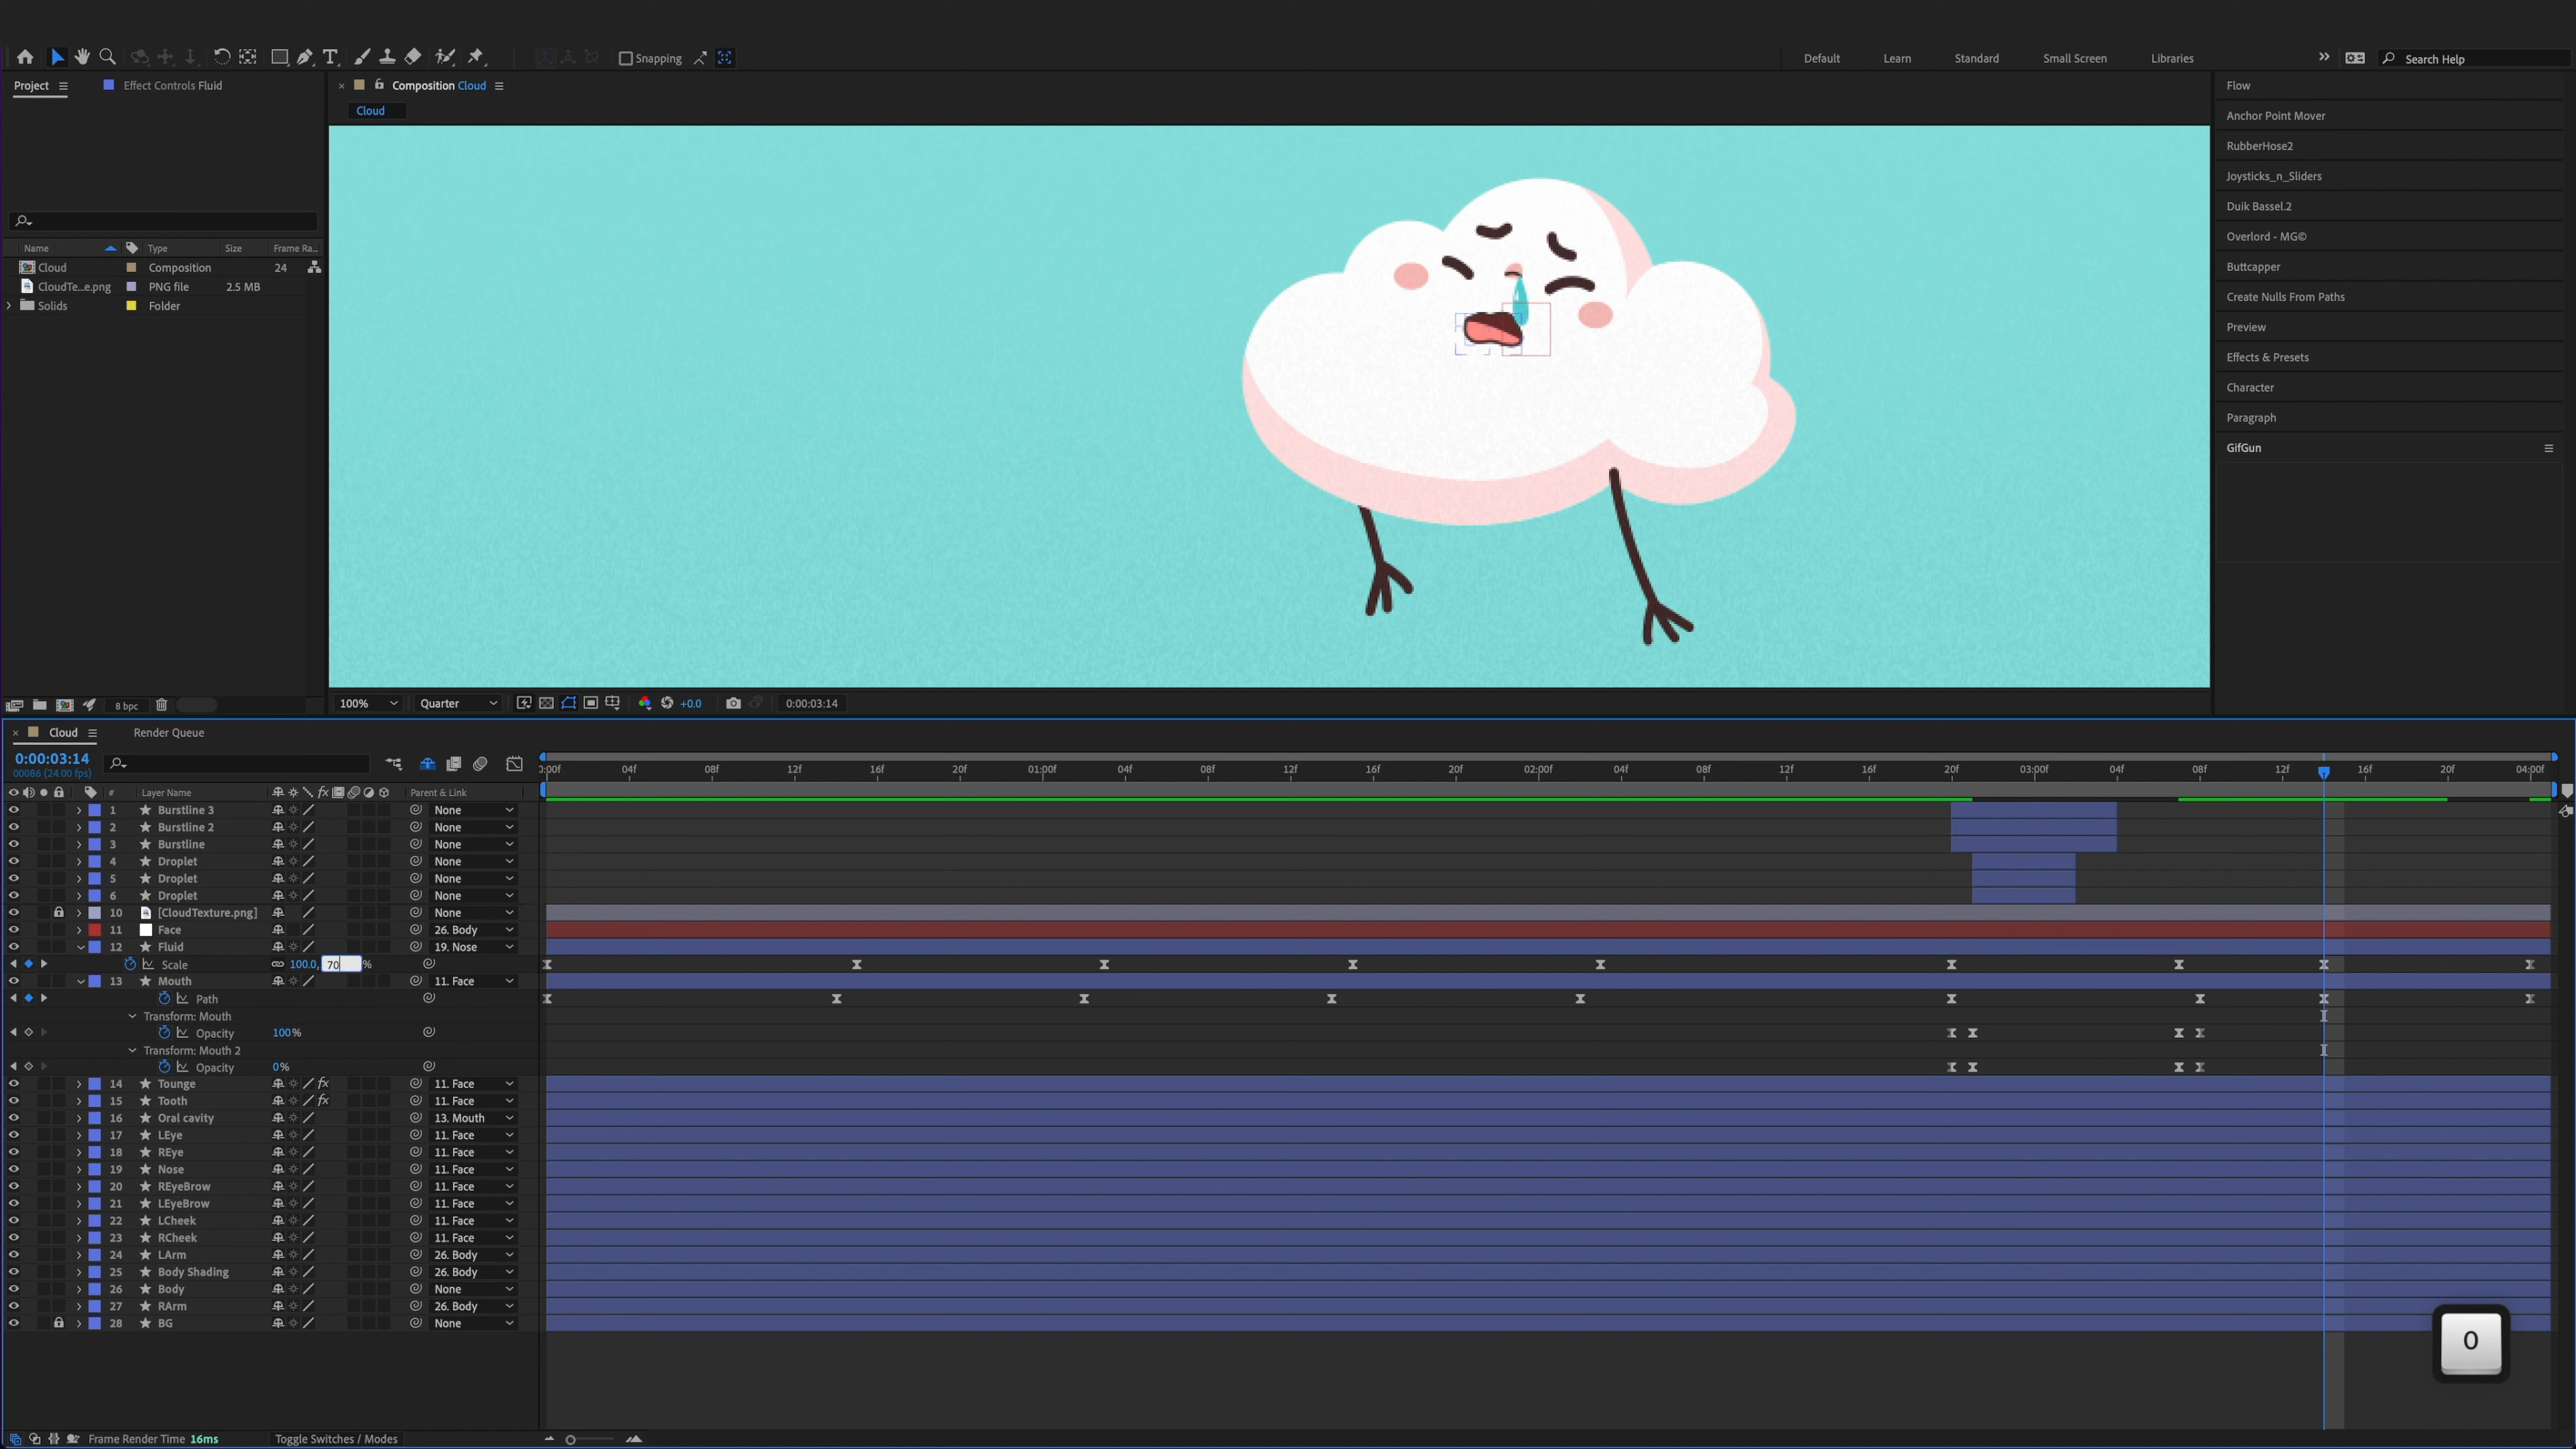 Snapping
Default
Learn
Standard
Small Screen
Libraries
Search Help
Project
Effect Controls Fluid
Composition Cloud
Cloud
Name
Type
Size
Frame Ra...
Cloud
Composition
24
CloudTe...e.png
PNG file
2.5 MB
Solids
Folder
8 bpc
100%
Quarter
+0.0
0:00:03:14
Flow
Anchor Point Mover
RubberHose2
Joysticks_n_Sliders
Duik Bassel.2
Overlord - MG©
Buttcapper
Create Nulls From Paths
Preview
Effects & Presets
Character
Paragraph
GifGun
Cloud
Render Queue
0:00:03:14
00086 (24.00 fps)
0:00f 04f 08f 12f 16f 20f 01:00f 04f 08f 12f 16f 20f 02:00f 04f 08f 12f 16f 20f 03:00f 04f 08f 12f 16f 20f 04:00f
# Layer Name fx Parent & Link
1 Burstline 3 None
2 Burstline 2 None
3 Burstline None
4 Droplet None
5 Droplet None
6 Droplet None
10 [CloudTexture.png] None
11 Face 26. Body
12 Fluid 19. Nose
Scale 100.0, 70 %
13 Mouth 11. Face
Path
Transform: Mouth
Opacity 100%
Transform: Mouth 2
Opacity 0%
14 Tounge fx 11. Face
15 Tooth fx 11. Face
16 Oral cavity 13. Mouth
17 LEye 11. Face
18 REye 11. Face
19 Nose 11. Face
20 REyeBrow 11. Face
21 LEyeBrow 11. Face
22 LCheek 11. Face
23 RCheek 11. Face
24 LArm 26. Body
25 Body Shading 26. Body
26 Body None
27 RArm 26. Body
28 BG None
0
Frame Render Time 16ms
Toggle Switches / Modes